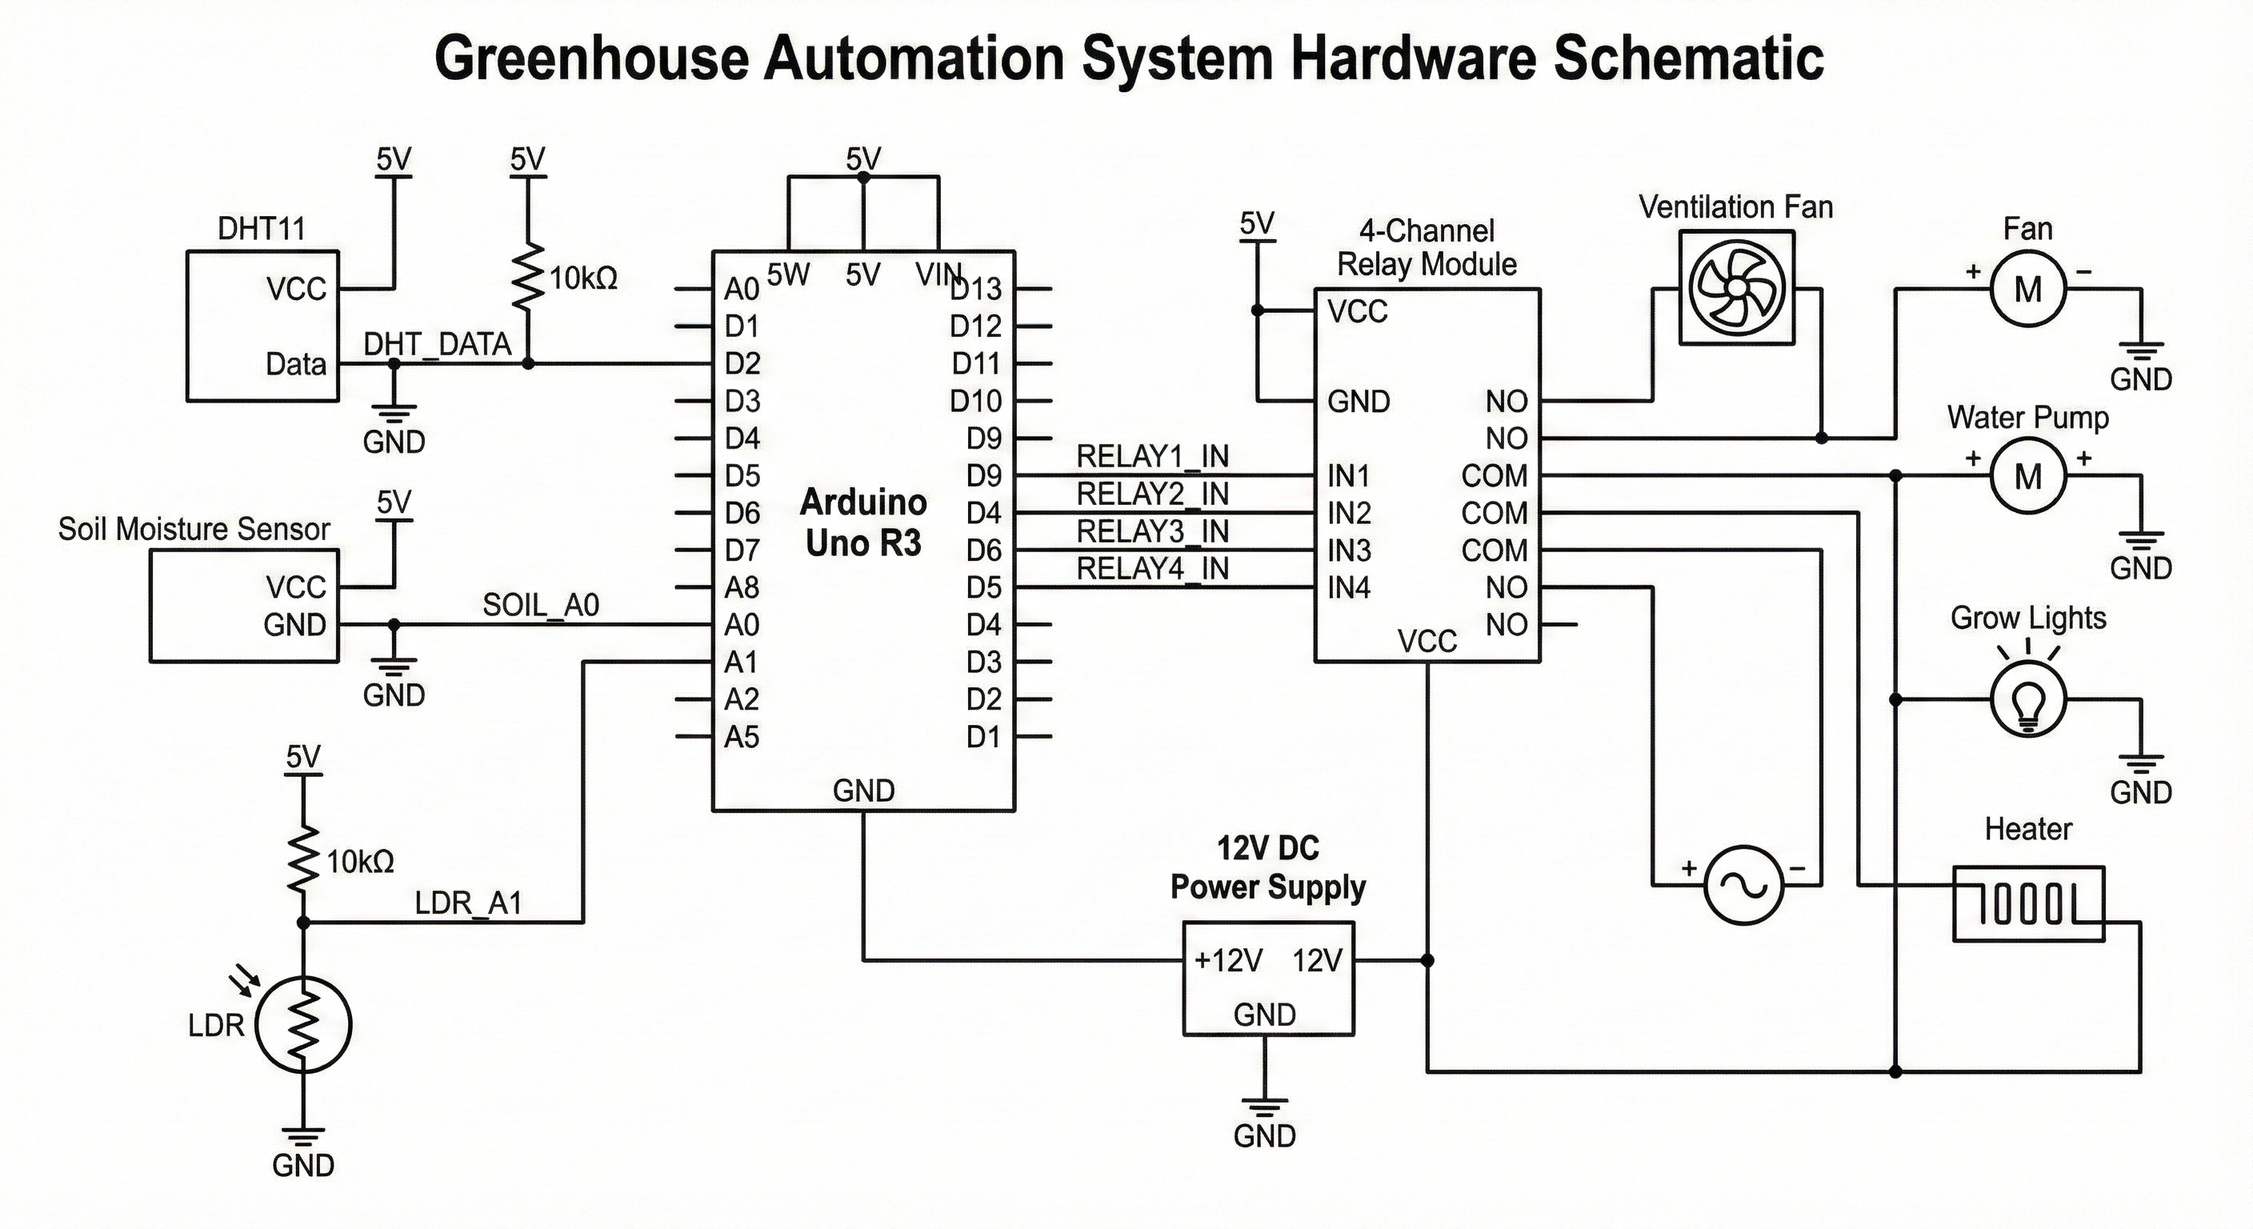 Greenhouse Automation System Hardware Schematic
5V
5V
DHT11
VCC
Data
10kΩ
DHT_DATA
GND
5V
Soil Moisture Sensor
VCC
GND
SOIL_A0
GND
5V
10kΩ
LDR_A1
LDR
GND
5V
5W
5V
VIN
A0
D1
D2
D3
D4
D5
D6
D7
A8
A0
A1
A2
A5
Arduino
Uno R3
D13
D12
D11
D10
D9
D9
D4
D6
D5
D4
D3
D2
D1
GND
RELAY1_IN
RELAY2_IN
RELAY3_IN
RELAY4_IN
5V
4-Channel
Relay Module
VCC
GND
IN1
IN2
IN3
IN4
NO
NO
COM
COM
COM
NO
NO
VCC
12V DC
Power Supply
+12V
12V
GND
GND
Ventilation Fan
Fan
+
M
−
GND
Water Pump
+
M
+
GND
Grow Lights
GND
+
−
Heater